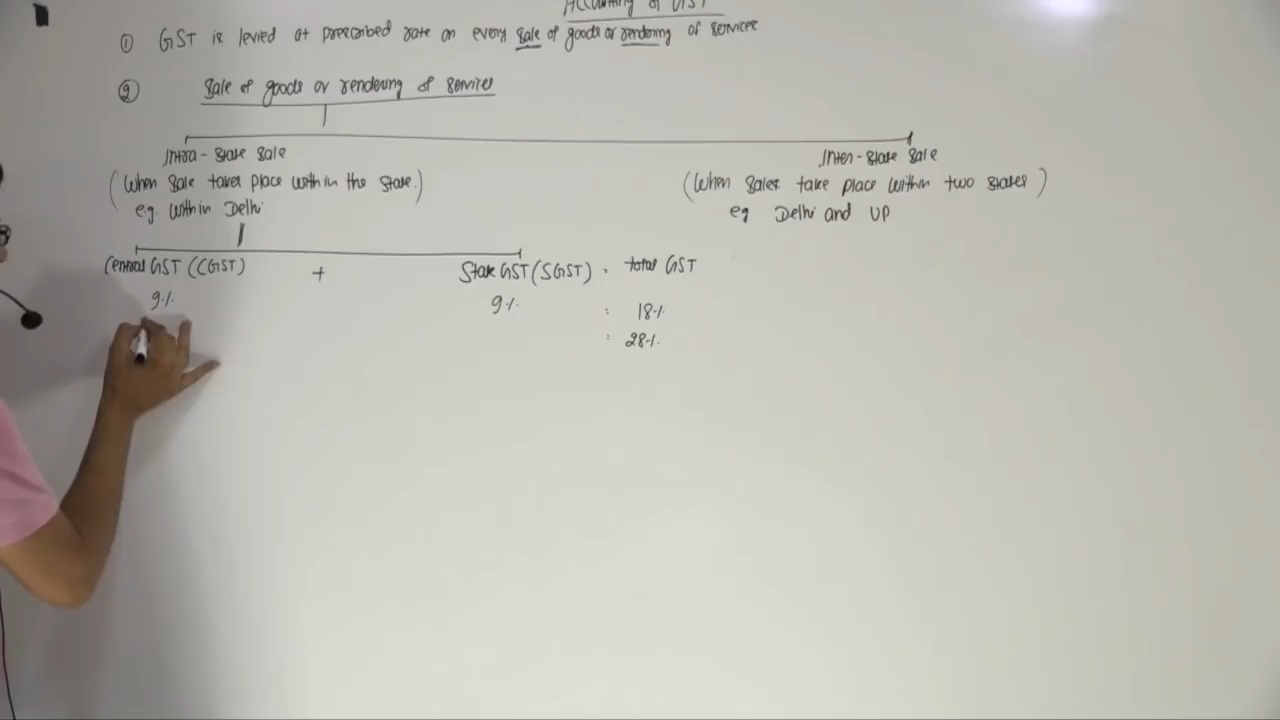 Accounting of GST
① GST is levied at prescribed rate on every sale of goods or rendering of services
② Sale of goods or rendering of services
Intra-State Sale
(When Sale takes place within the State.)
e.g. within Delhi
Inter-State Sale
(When Sales take place within two states)
eg Delhi and UP
Central GST (CGST) + State GST (SGST) = total GST
9% 9% = 18%
= 28%.